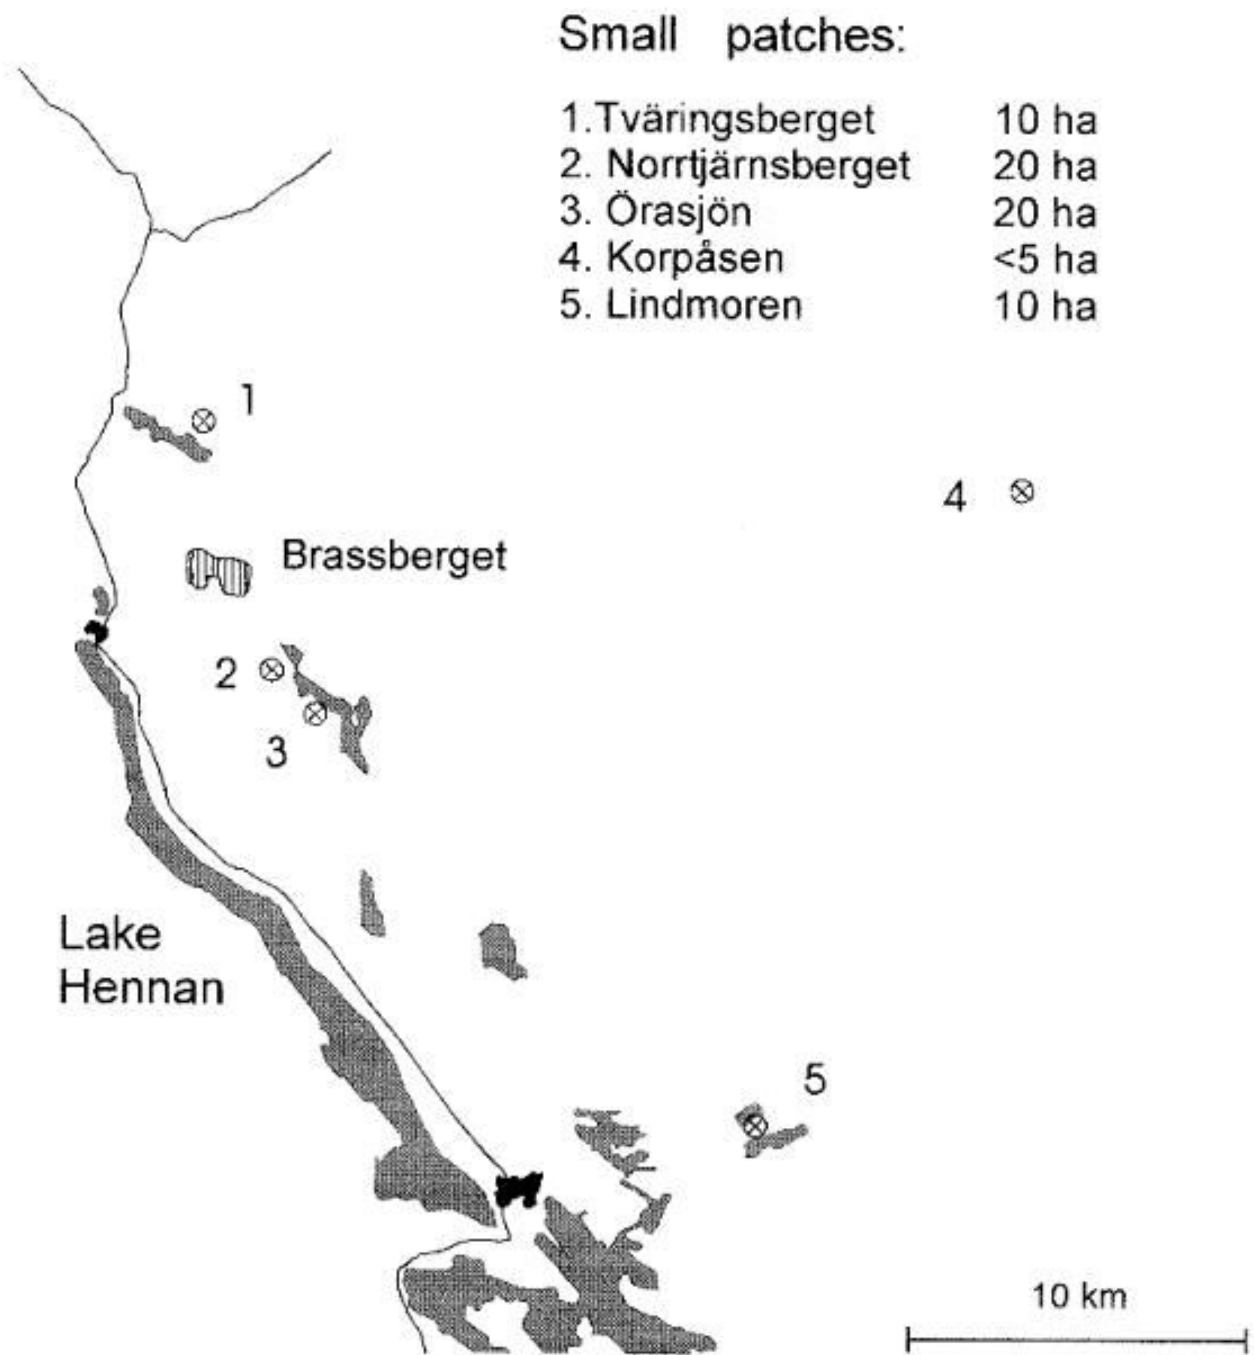 Small patches:
1.Tväringsberget 10 ha
2. Norrtjärnsberget 20 ha
3. Örasjön 20 ha
4. Korpåsen <5 ha
5. Lindmoren 10 ha
1
4
Brassberget
2
3
Lake
Hennan
5
10 km